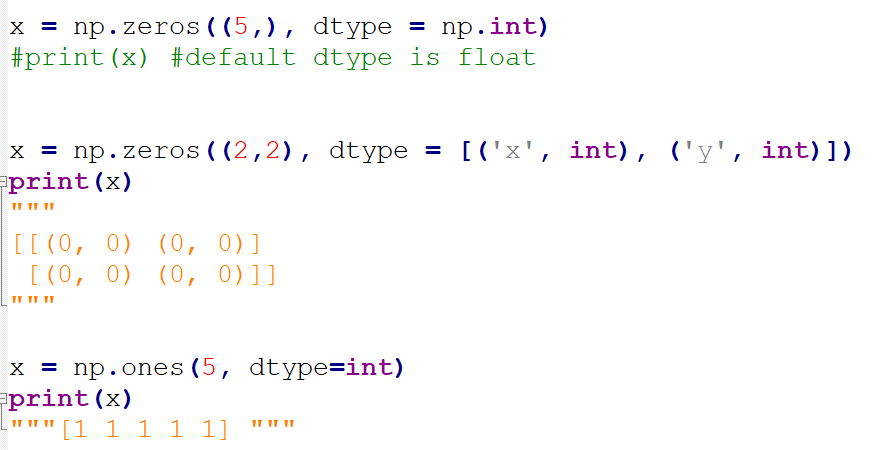 x = np.zeros((5,), dtype = np.int)
#print(x) #default dtype is float
x = np.zeros((2,2), dtype = [('x', int), ('y', int)])
print(x)
"""
[[(0, 0) (0, 0)]
 [(0, 0) (0, 0)]]
"""
x = np.ones(5, dtype=int)
print(x)
"""[1 1 1 1 1] """